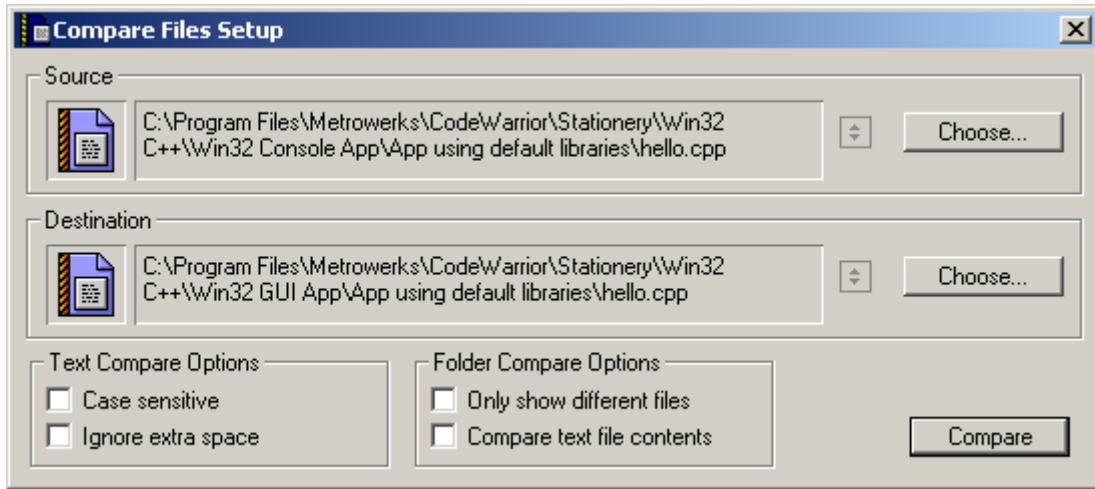 Compare Files Setup
Source
C:\Program Files\Metrowerks\CodeWarrior\Stationery\Win32
C++\Win32 Console App\App using default libraries\hello.cpp
Choose...
Destination
C:\Program Files\Metrowerks\CodeWarrior\Stationery\Win32
C++\Win32 GUI App\App using default libraries\hello.cpp
Choose...
Text Compare Options
Case sensitive
Ignore extra space
Folder Compare Options
Only show different files
Compare text file contents
Compare